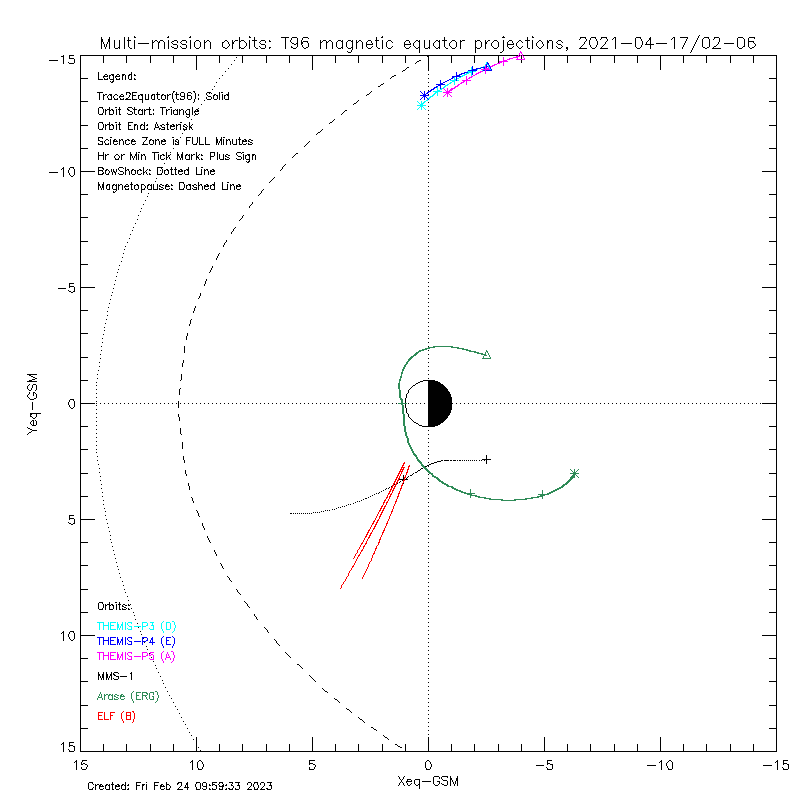 Multi-mission orbits: T96 magnetic equator projections, 2021-04-17/02-06
-15
Legend:
Trace2Equator(t96): Solid
Orbit Start: Triangle
Orbit End: Asterisk
Science Zone is FULL Minutes
Hr or Min Tick Mark: Plus Sign
BowShock: Dotted Line
Magnetopause: Dashed Line
-10
-5
Yeq-GSM
0
5
Orbits:
THEMIS-P3 (D)
THEMIS-P4 (E)
THEMIS-P5 (A)
MMS-1
Arase (ERG)
ELF (B)
10
15
15 10 5 0 -5 -10 -15
Xeq-GSM
Created: Fri Feb 24 09:59:33 2023